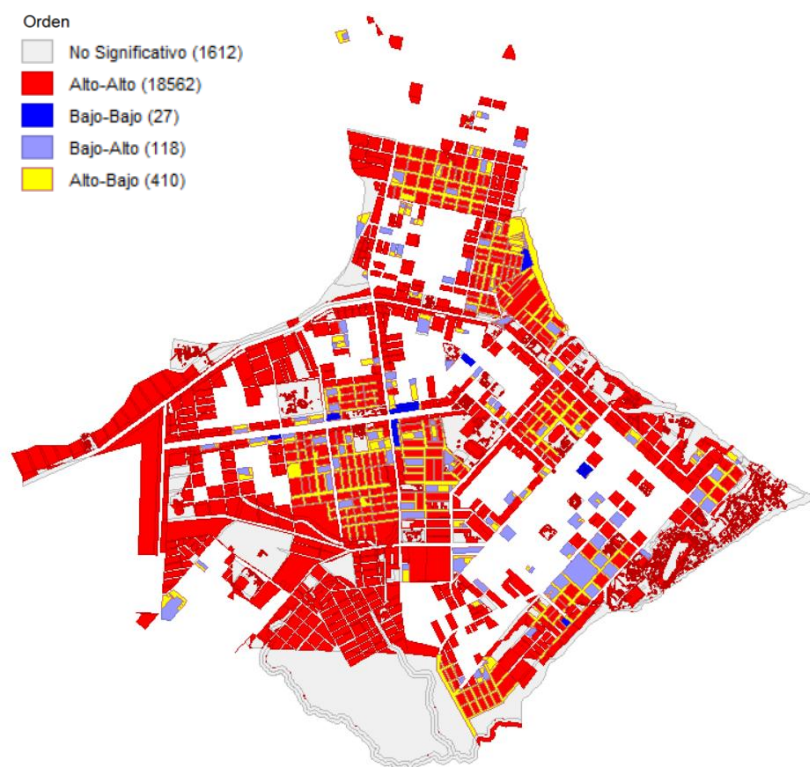 Orden
No Significativo (1612)
Alto-Alto (18562)
Bajo-Bajo (27)
Bajo-Alto (118)
Alto-Bajo (410)